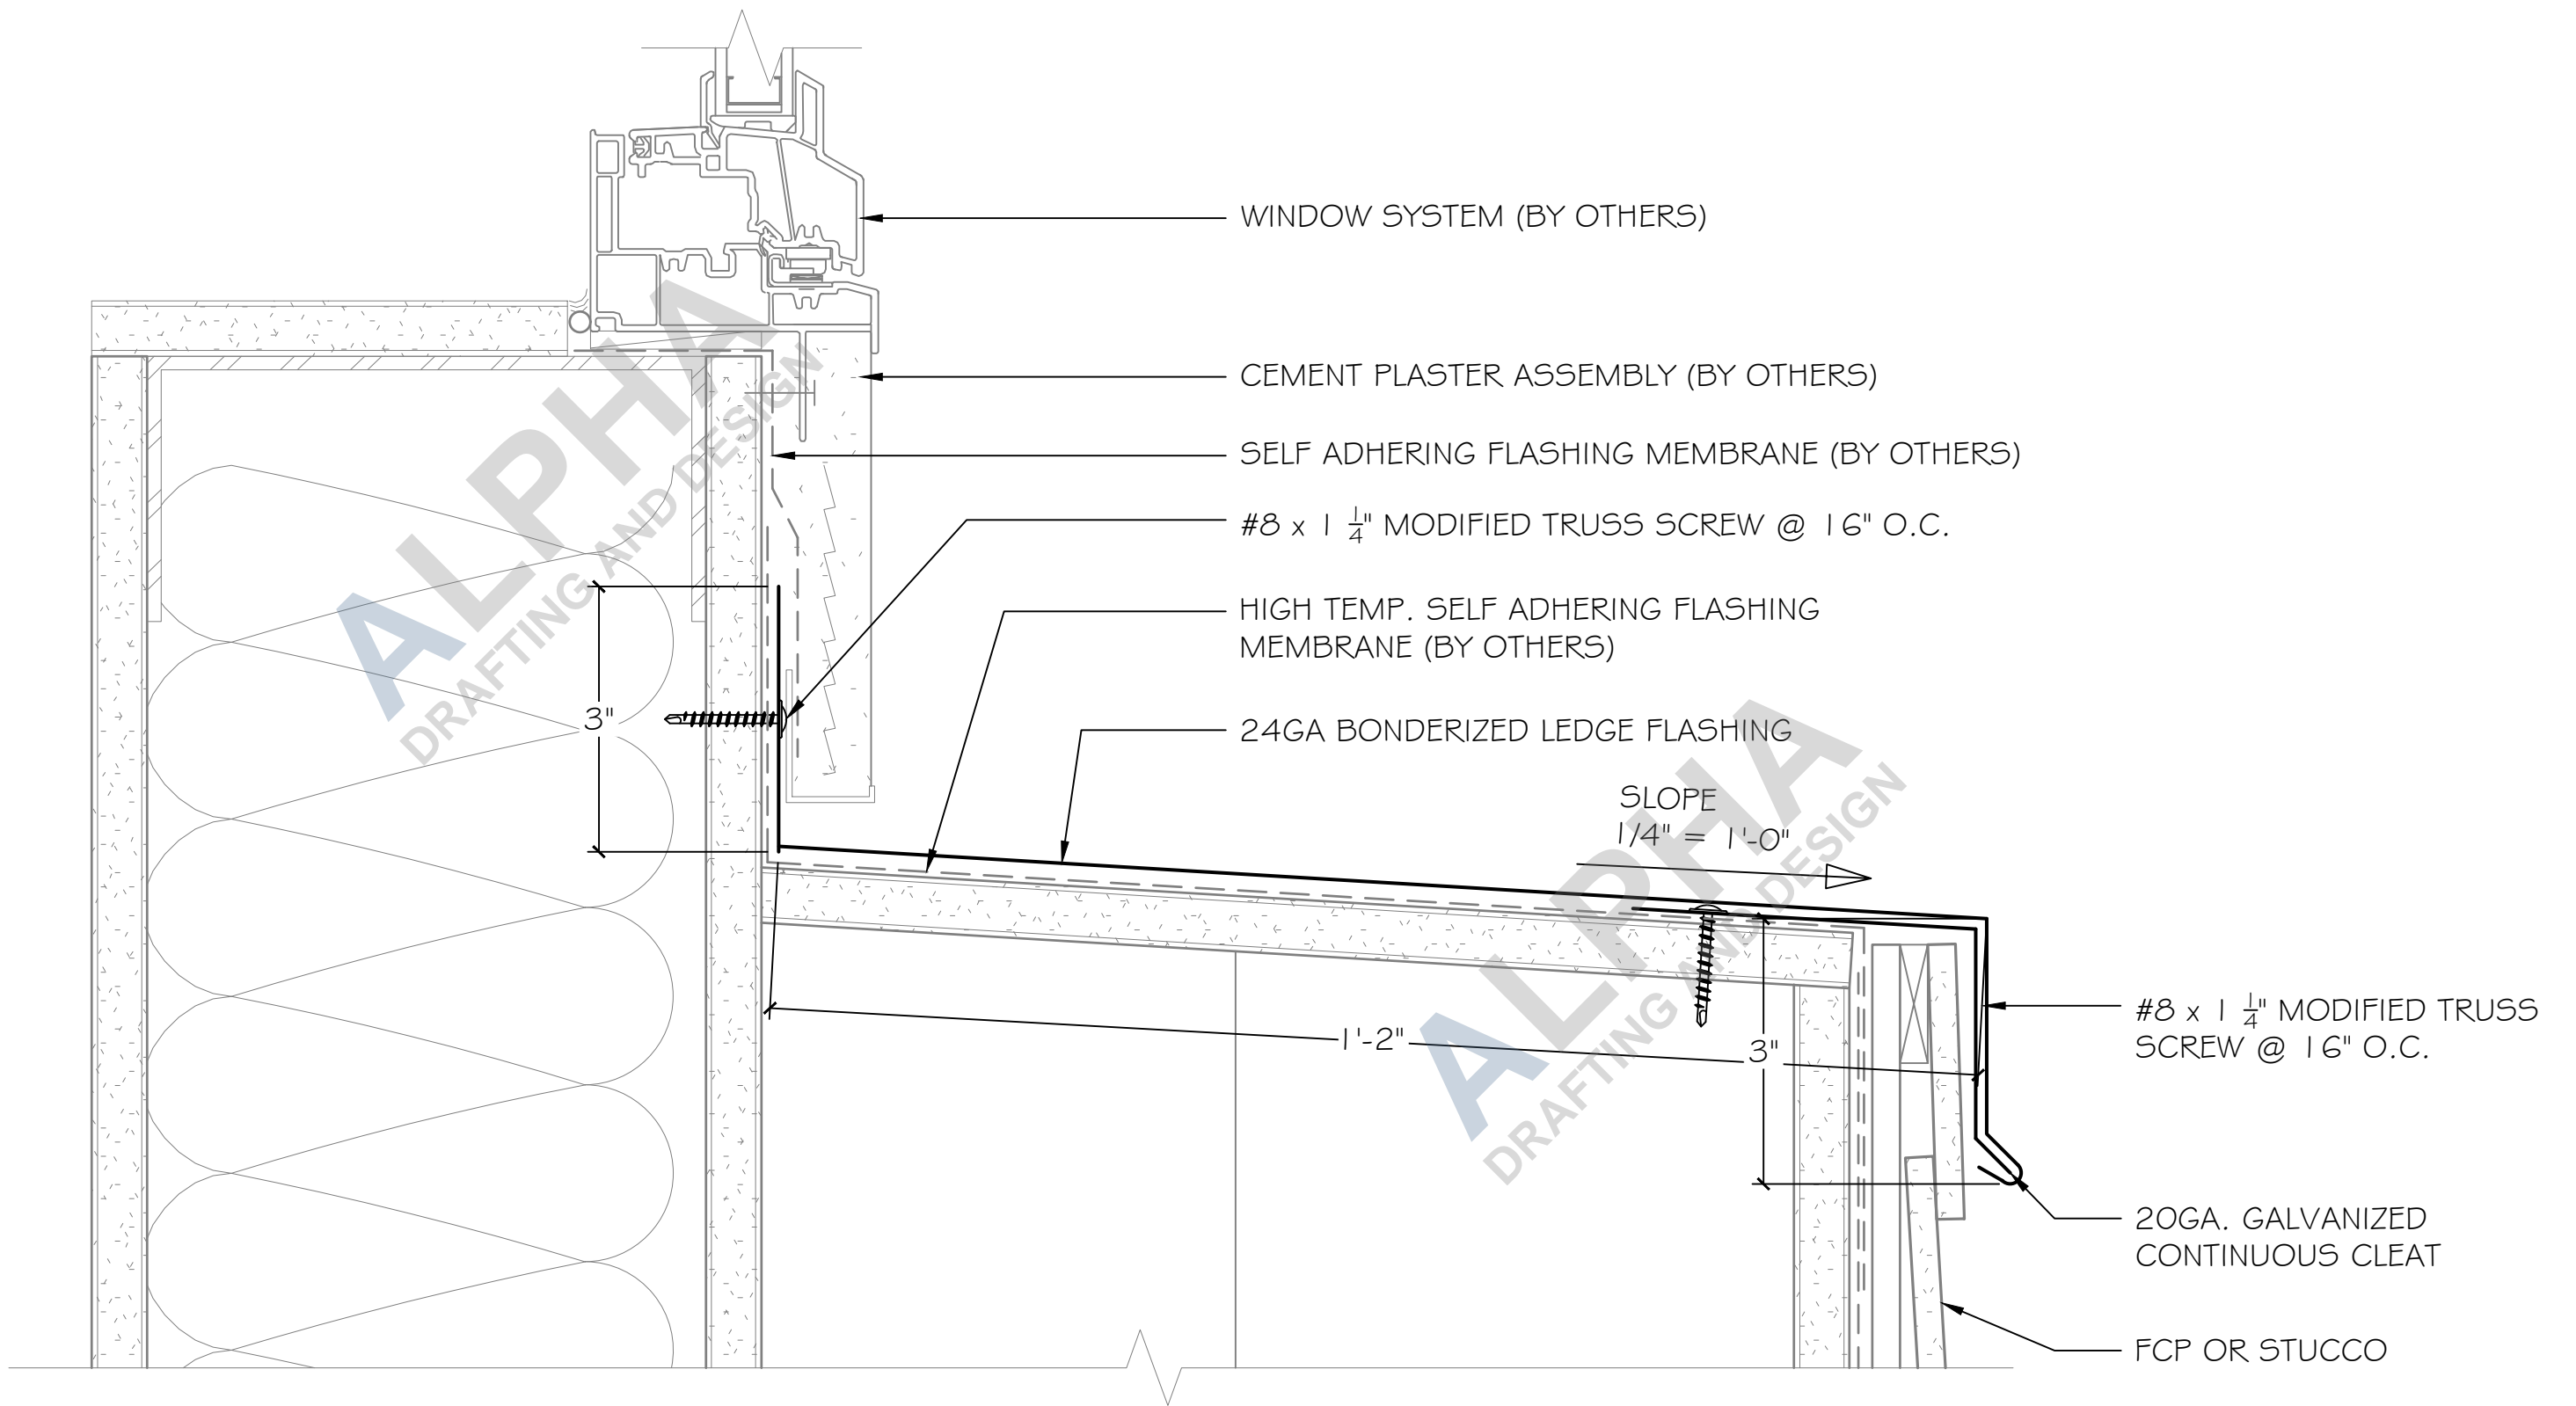 WINDOW SYSTEM (BY OTHERS)
CEMENT PLASTER ASSEMBLY (BY OTHERS)
SELF ADHERING FLASHING MEMBRANE (BY OTHERS)
#8 x 1 1/4" MODIFIED TRUSS SCREW @ 16" O.C.
HIGH TEMP. SELF ADHERING FLASHING
MEMBRANE (BY OTHERS)
3"
24GA BONDERIZED LEDGE FLASHING
SLOPE
1/4" = 1'-0"
1'-2"
3"
#8 x 1 1/4" MODIFIED TRUSS
SCREW @ 16" O.C.
20GA. GALVANIZED
CONTINUOUS CLEAT
FCP OR STUCCO
ALPHA
DRAFTING AND DESIGN
ALPHA
DRAFTING AND DESIGN